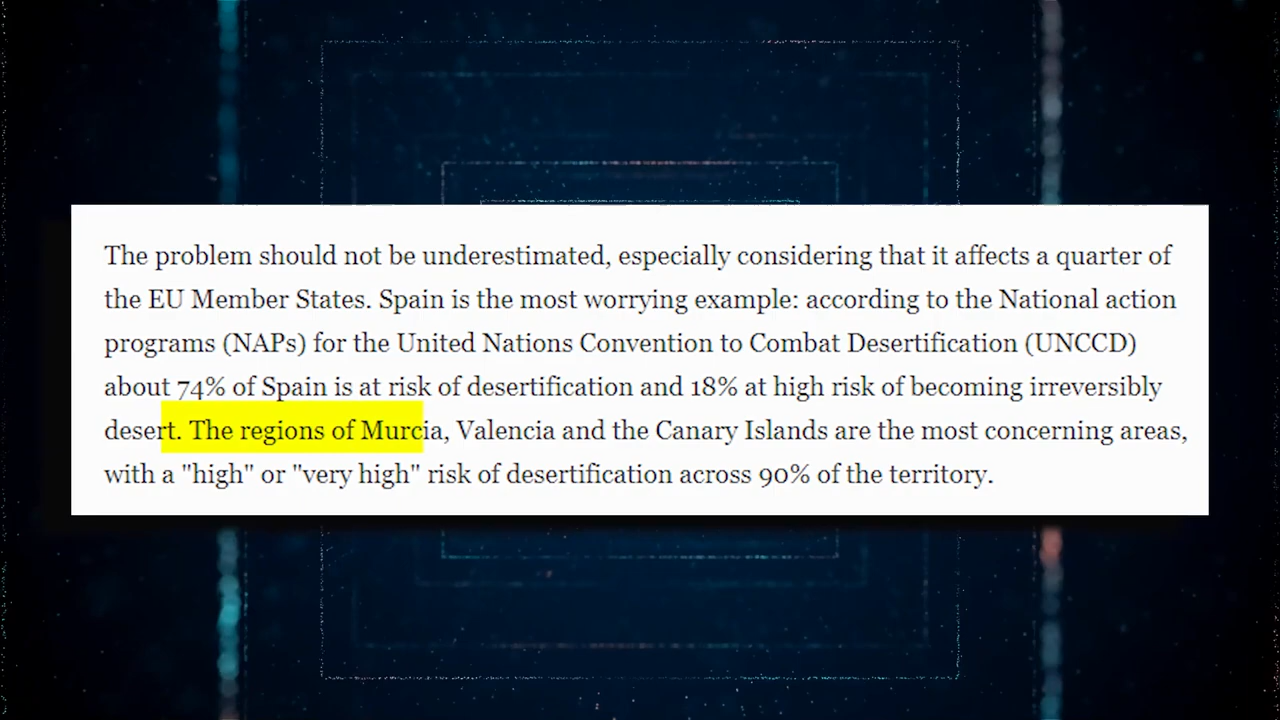 The problem should not be underestimated, especially considering that it affects a quarter of
the EU Member States. Spain is the most worrying example: according to the National action
programs (NAPs) for the United Nations Convention to Combat Desertification (UNCCD)
about 74% of Spain is at risk of desertification and 18% at high risk of becoming irreversibly
desert. The regions of Murcia, Valencia and the Canary Islands are the most concerning areas,
with a "high" or "very high" risk of desertification across 90% of the territory.